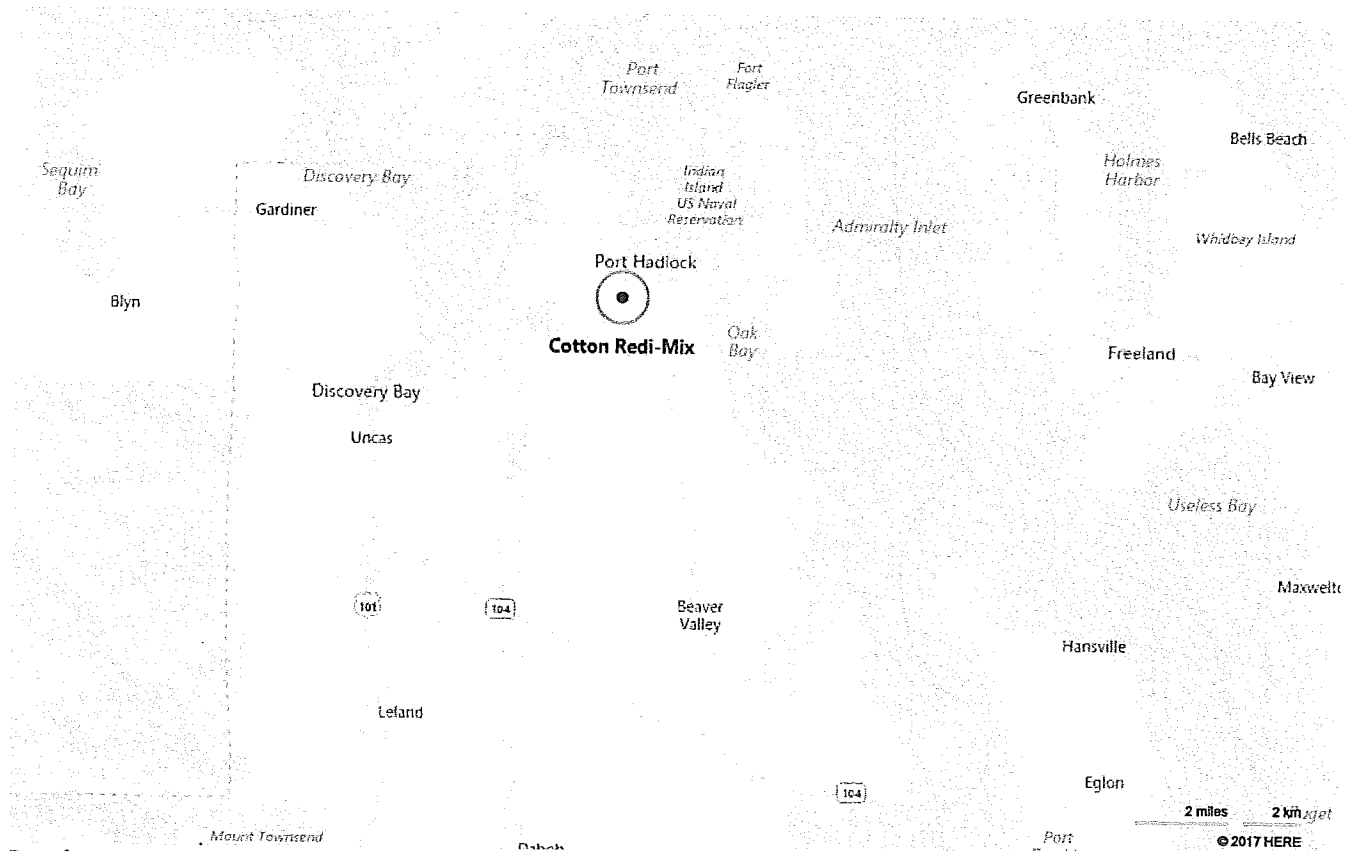 Port
Townsend
Fort
Flagler
Greenbank
Bells Beach
Sequim
Bay
Discovery Bay
Indian
Island
US Naval
Reservation
Holmes
Harbor
Gardiner
Admiralty Inlet
Whidbey Island
Port Hadlock
Blyn
Cotton Redi-Mix
Oak
Bay
Freeland
Bay View
Discovery Bay
Uncas
Useless Bay
101
104
Beaver
Valley
Maxwelt
Hansville
Leland
104
Eglon
2 miles
2 km
Mount Townsend
Port
© 2017 HERE